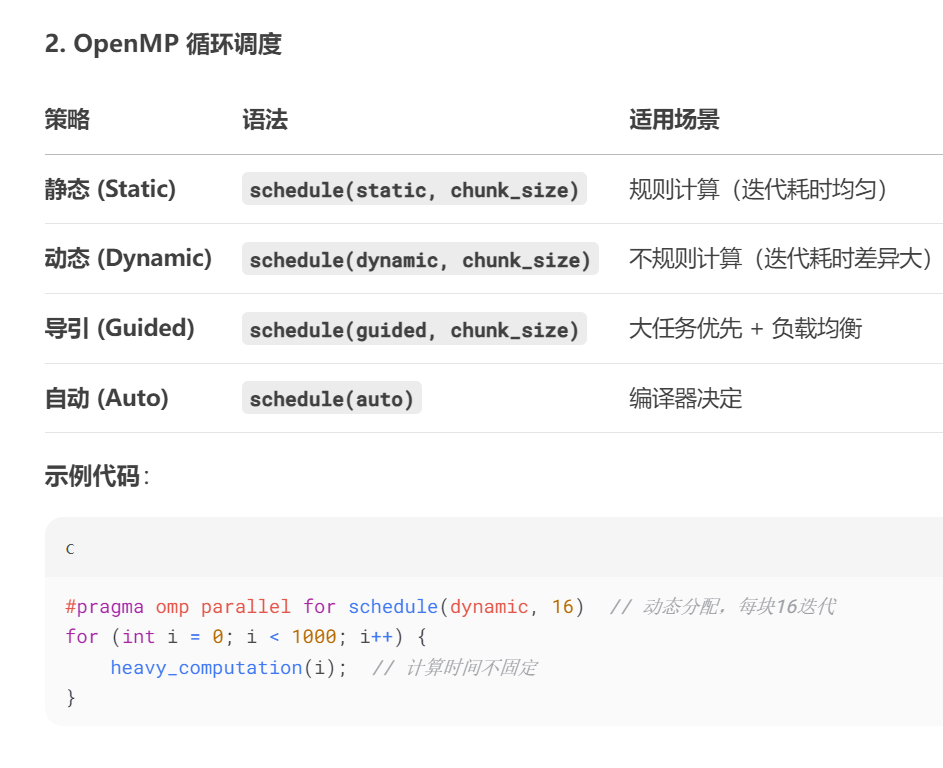 2. OpenMP 循环调度
策略 语法 适用场景
静态 (Static) schedule(static, chunk_size) 规则计算（迭代耗时均匀）
动态 (Dynamic) schedule(dynamic, chunk_size) 不规则计算（迭代耗时差异大）
导引 (Guided) schedule(guided, chunk_size) 大任务优先 + 负载均衡
自动 (Auto) schedule(auto) 编译器决定
示例代码：
C
#pragma omp parallel for schedule(dynamic, 16)  // 动态分配，每块16迭代
for (int i = 0; i < 1000; i++) {
    heavy_computation(i);  // 计算时间不固定
}